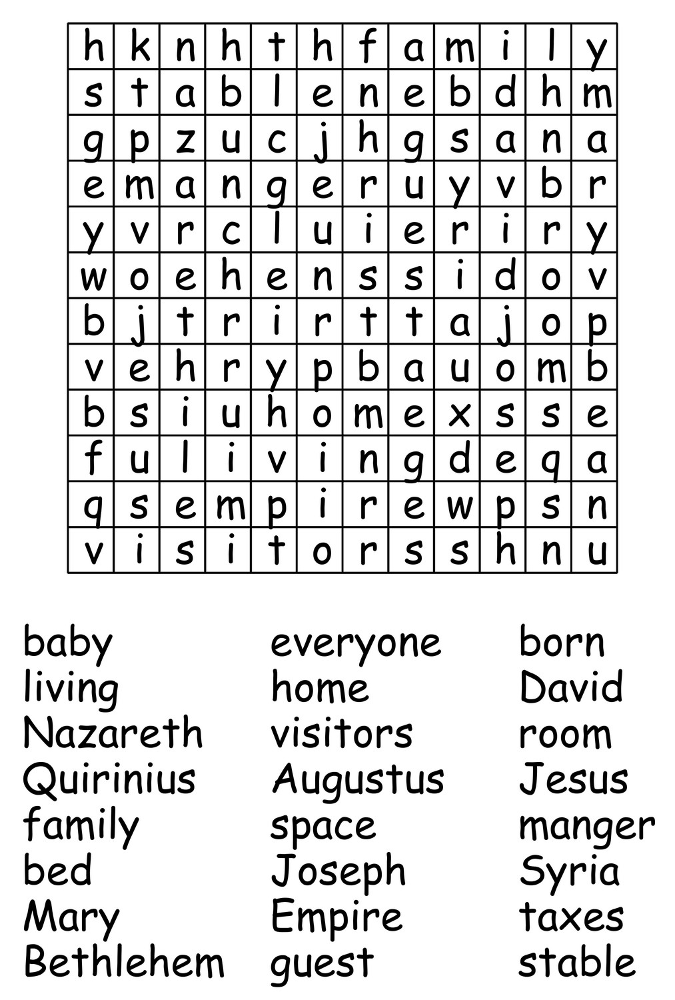 h k n h t h f a m i l y
s t a b l e n e b d h m
g p z u c j h g s a n a
e m a n g e r u y v b r
y v r c l u i e r i r y
w o e h e n s s i d o v
b j t r i r t t a j o p
v e h r y p b a u o m b
b s i u h o m e x s s e
f u l i v i n g d e q a
q s e m p i r e w p s n
v i s i t o r s s h n u
baby everyone born
living home David
Nazareth visitors room
Quirinius Augustus Jesus
family space manger
bed Joseph Syria
Mary Empire taxes
Bethlehem guest stable